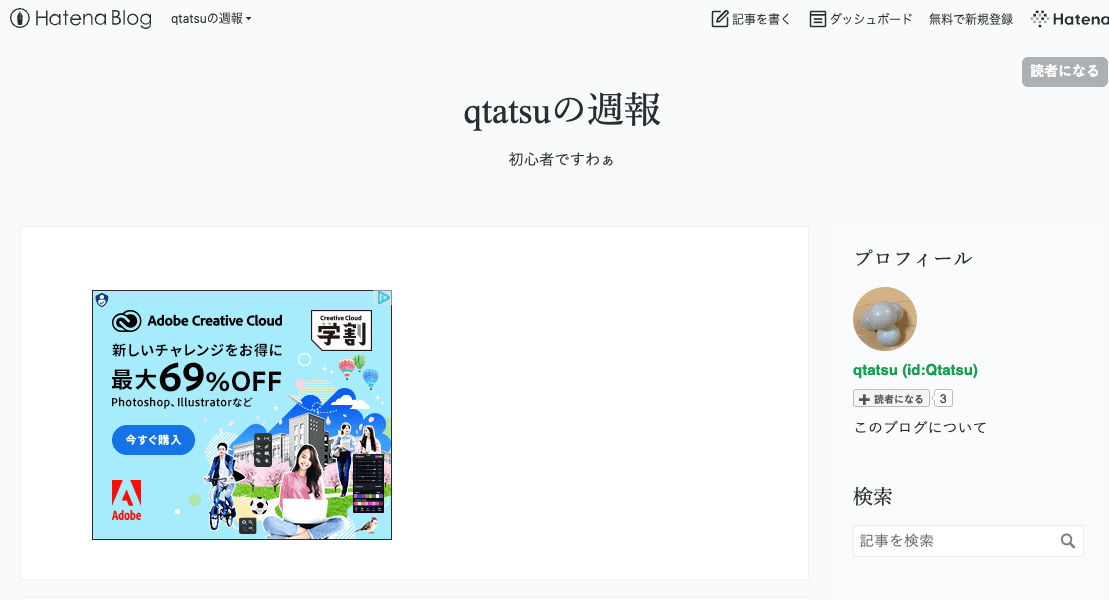 Hatena Blog qtatsuの週報 記事を書く ダッシュボード 無料で新規登録 Hatena
読者になる
qtatsuの週報
初心者ですわぁ
プロフィール
qtatsu (id:Qtatsu)
読者になる 3
このブログについて
検索
記事を検索
Adobe Creative Cloud
Creative Cloud
学割
新しいチャレンジをお得に
最大69%OFF
Photoshop、Illustratorなど
今すぐ購入
Adobe